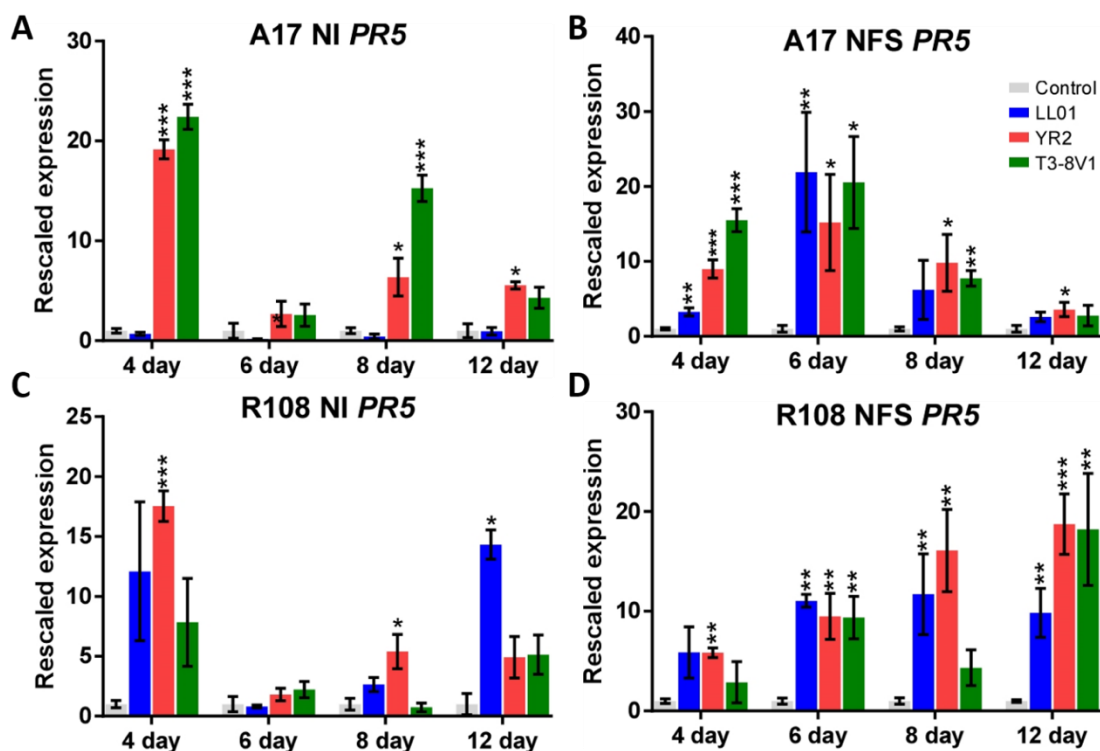 A
A17 NI PR5
Rescaled expression
30
20
10
0
***
***
*
*
***
*
4 day
6 day
8 day
12 day
B
A17 NFS PR5
Rescaled expression
40
30
20
10
0
**
***
***
**
*
*
*
**
*
Control
LL01
YR2
T3-8V1
4 day
6 day
8 day
12 day
C
R108 NI PR5
Rescaled expression
25
20
15
10
5
0
***
*
*
4 day
6 day
8 day
12 day
D
R108 NFS PR5
Rescaled expression
30
20
10
0
**
**
**
**
**
**
**
***
**
4 day
6 day
8 day
12 day